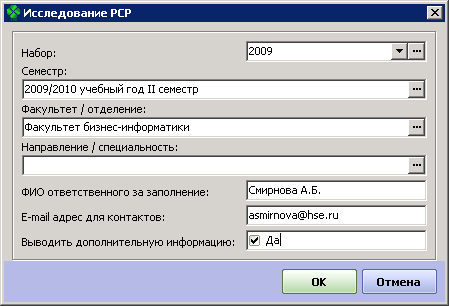 Исследование РСР
Набор: 2009
Семестр:
2009/2010 учебный год II семестр
Факультет / отделение:
Факультет бизнес-информатики
Направление / специальность:
ФИО ответственного за заполнение: Смирнова А.Б.
E-mail адрес для контактов: asmirnova@hse.ru
Выводить дополнительную информацию: Да
ОК Отмена